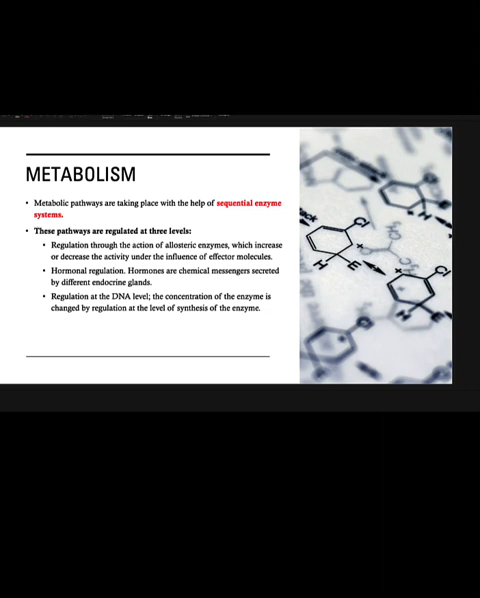 METABOLISM
• Metabolic pathways are taking place with the help of sequential enzyme
systems.
• These pathways are regulated at three levels:
• Regulation through the action of allosteric enzymes, which increase
or decrease the activity under the influence of effector molecules.
• Hormonal regulation. Hormones are chemical messengers secreted
by different endocrine glands.
• Regulation at the DNA level; the concentration of the enzyme is
changed by regulation at the level of synthesis of the enzyme.
Cl
H
E
CH₃
Cl
H
E
H